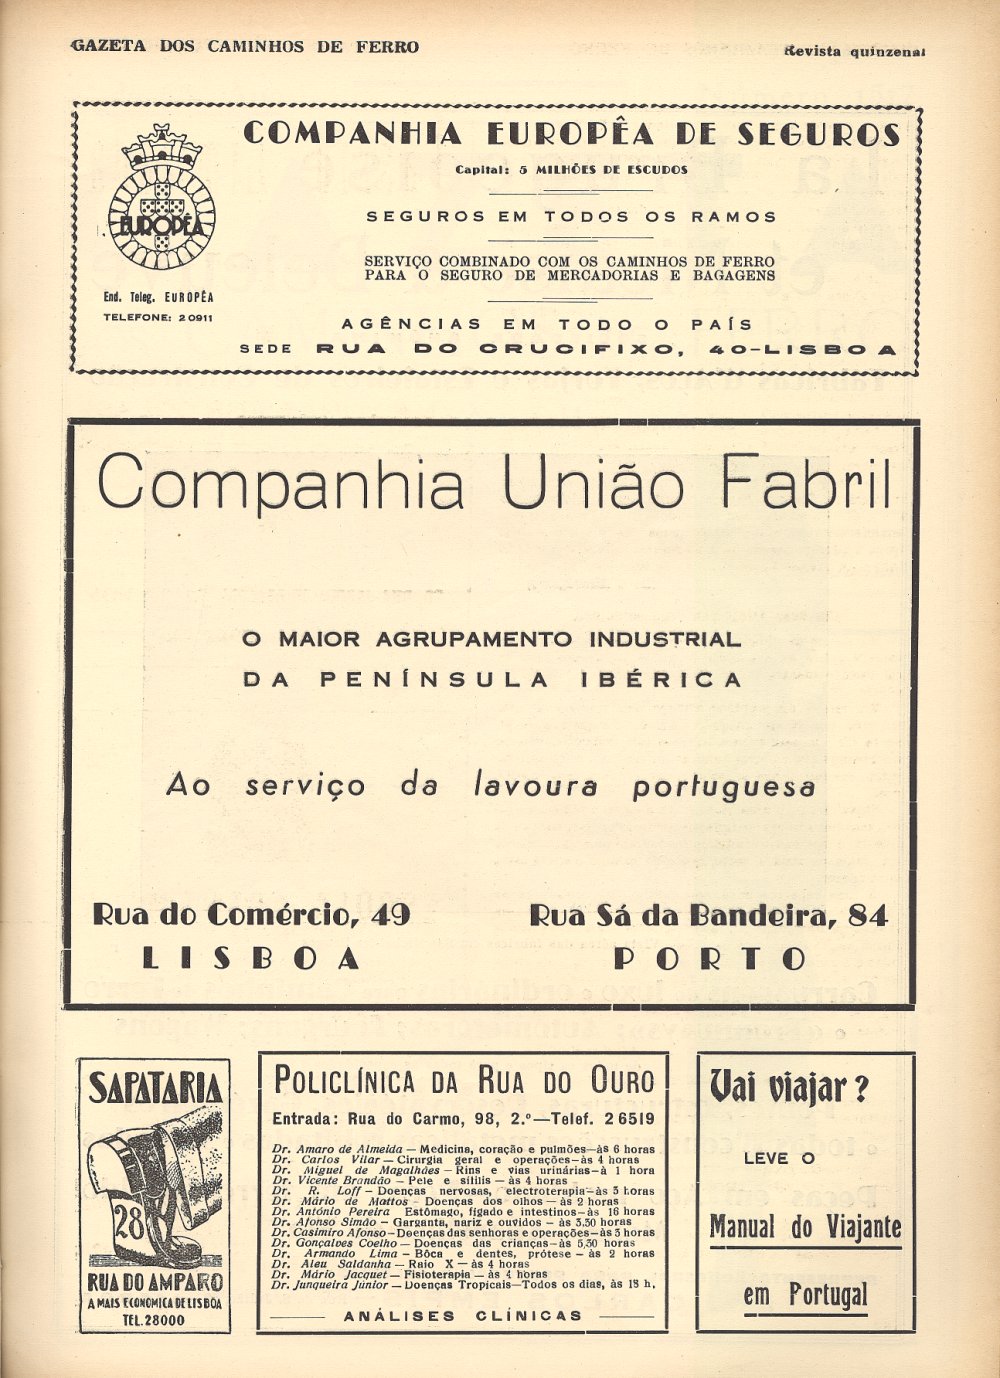 GAZETA DOS CAMINHOS DE FERRO
Revista quinzenal
COMPANHIA EUROPÊA DE SEGUROS
Capital: 5 MILHÕES DE ESCUDOS
SEGUROS EM TODOS OS RAMOS
SERVIÇO COMBINADO COM OS CAMINHOS DE FERRO
PARA O SEGURO DE MERCADORIAS E BAGAGENS
EUROPÊA
End. Teleg. EUROPÊA
TELEFONE: 20911
AGÊNCIAS EM TODO O PAÍS
SEDE RUA DO CRUCIFIXO, 40-LISBOA
Companhia União Fabril
O MAIOR AGRUPAMENTO INDUSTRIAL
DA PENÍNSULA IBÉRICA
Ao serviço da lavoura portuguesa
Rua do Comércio, 49
LISBOA
Rua Sá da Bandeira, 84
PORTO
SAPATARIA
28
RUA DO AMPARO
A MAIS ECONOMICA DE LISBOA
TEL. 28000
POLICLÍNICA DA RUA DO OURO
Entrada: Rua do Carmo, 98, 2.º—Telef. 26519
Dr. Amaro de Almeida — Medicina, coração e pulmões—às 6 horas
Dr. Carlos Vilar — Cirurgia geral e operações—às 4 horas
Dr. Miguel de Magalhães — Rins e vias urinárias—à 1 hora
Dr. Vicente Brandão — Pele e sífilis — às 4 horas
Dr. R. Loff — Doenças nervosas, electroterapia—às 3 horas
Dr. Mário de Mattos — Doenças dos olhos — às 2 horas
Dr. António Pereira Estômago, fígado e intestinos—às 16 horas
Dr. Afonso Simão — Garganta, nariz e ouvidos — às 3,30 horas
Dr. Casimiro Afonso—Doenças das senhoras e operações—às 3 horas
Dr. Gonçalves Coelho — Doenças das crianças—às 5,30 horas
Dr. Armando Lima — Bôca e dentes, prótese — às 2 horas
Dr. Aleu Saldanha — Raio X — às 4 horas
Dr. Mário Jacquet — Fisioterapia — às 4 horas
Dr. Junqueira Júnior — Doenças Tropicais—Todos os dias, às 18 h.
ANÁLISES CLÍNICAS
Vai viajar?
LEVE O
Manual do Viajante
em Portugal